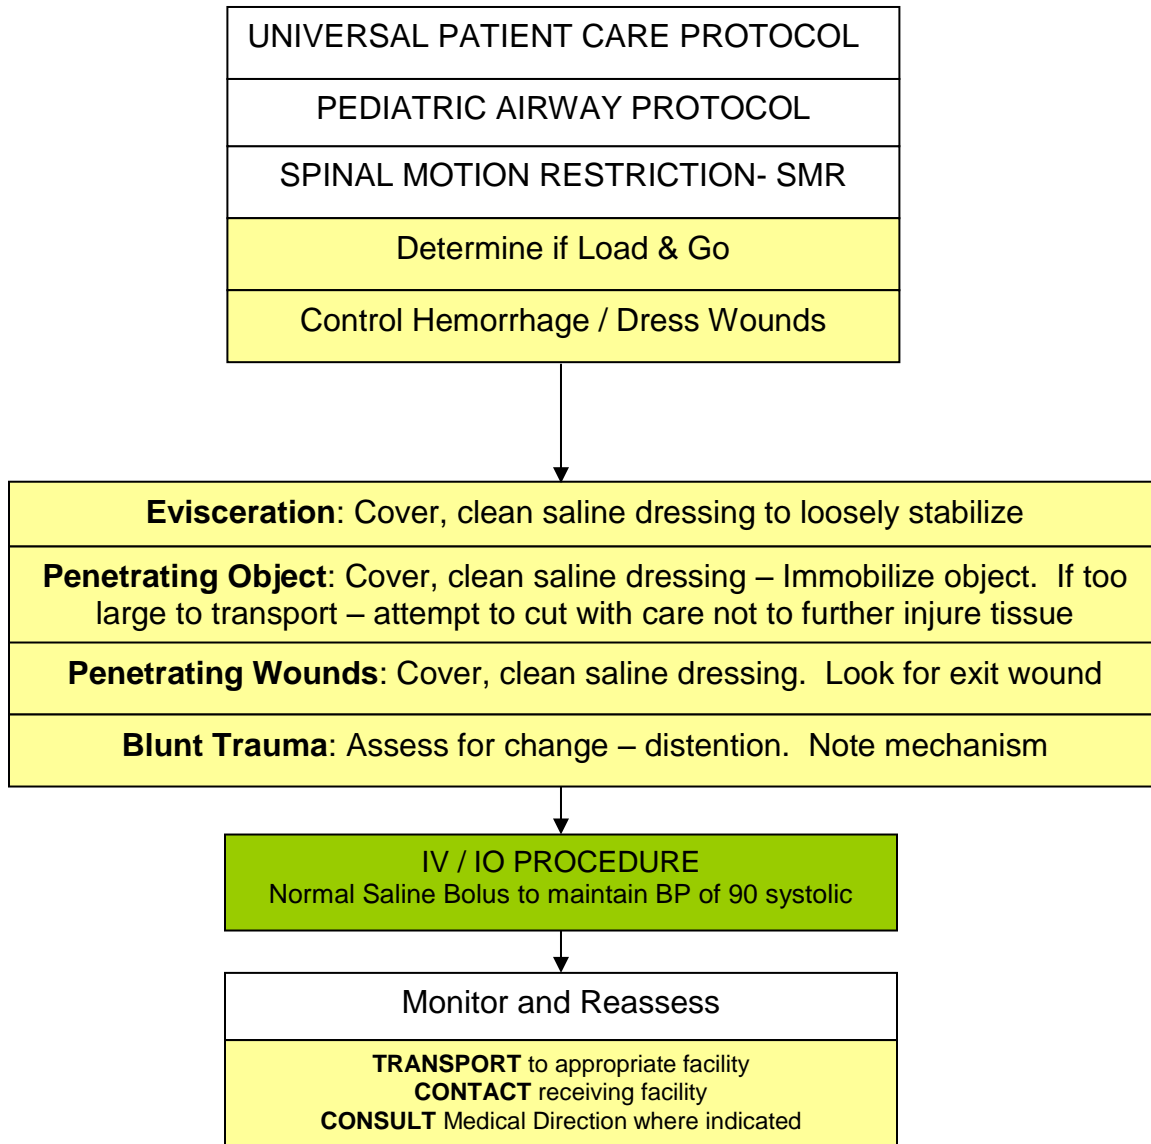 UNIVERSAL PATIENT CARE PROTOCOL
PEDIATRIC AIRWAY PROTOCOL
SPINAL MOTION RESTRICTION- SMR
Determine if Load & Go
Control Hemorrhage / Dress Wounds
Evisceration: Cover, clean saline dressing to loosely stabilize
Penetrating Object: Cover, clean saline dressing – Immobilize object.  If too
large to transport – attempt to cut with care not to further injure tissue
Penetrating Wounds: Cover, clean saline dressing.  Look for exit wound
Blunt Trauma: Assess for change – distention.  Note mechanism
IV / IO PROCEDURE
Normal Saline Bolus to maintain BP of 90 systolic
Monitor and Reassess
TRANSPORT to appropriate facility
CONTACT receiving facility
CONSULT Medical Direction where indicated